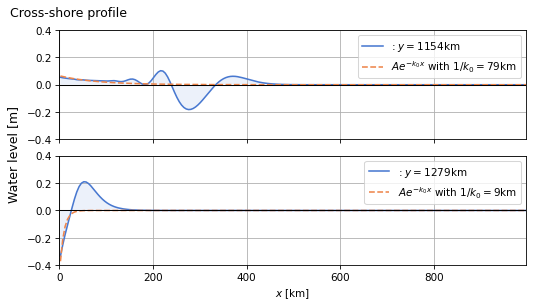 Cross-shore profile
Water level [m]
0.4
0.2
0.0
−0.2
−0.4
: y = 1154km
Ae^{−k₀x} with 1/k₀ = 79km
0.4
0.2
0.0
−0.2
−0.4
: y = 1279km
Ae^{−k₀x} with 1/k₀ = 9km
0 200 400 600 800
x [km]